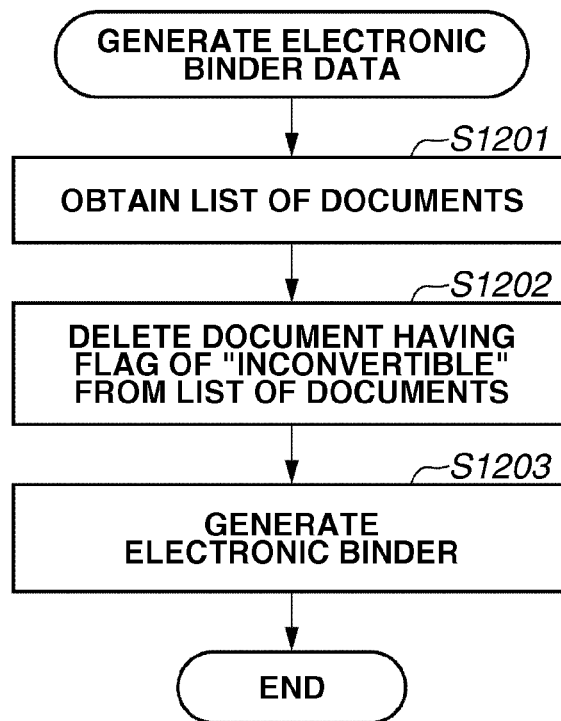 GENERATE ELECTRONIC
BINDER DATA
S1201
OBTAIN LIST OF DOCUMENTS
S1202
DELETE DOCUMENT HAVING
FLAG OF "INCONVERTIBLE"
FROM LIST OF DOCUMENTS
S1203
GENERATE
ELECTRONIC BINDER
END